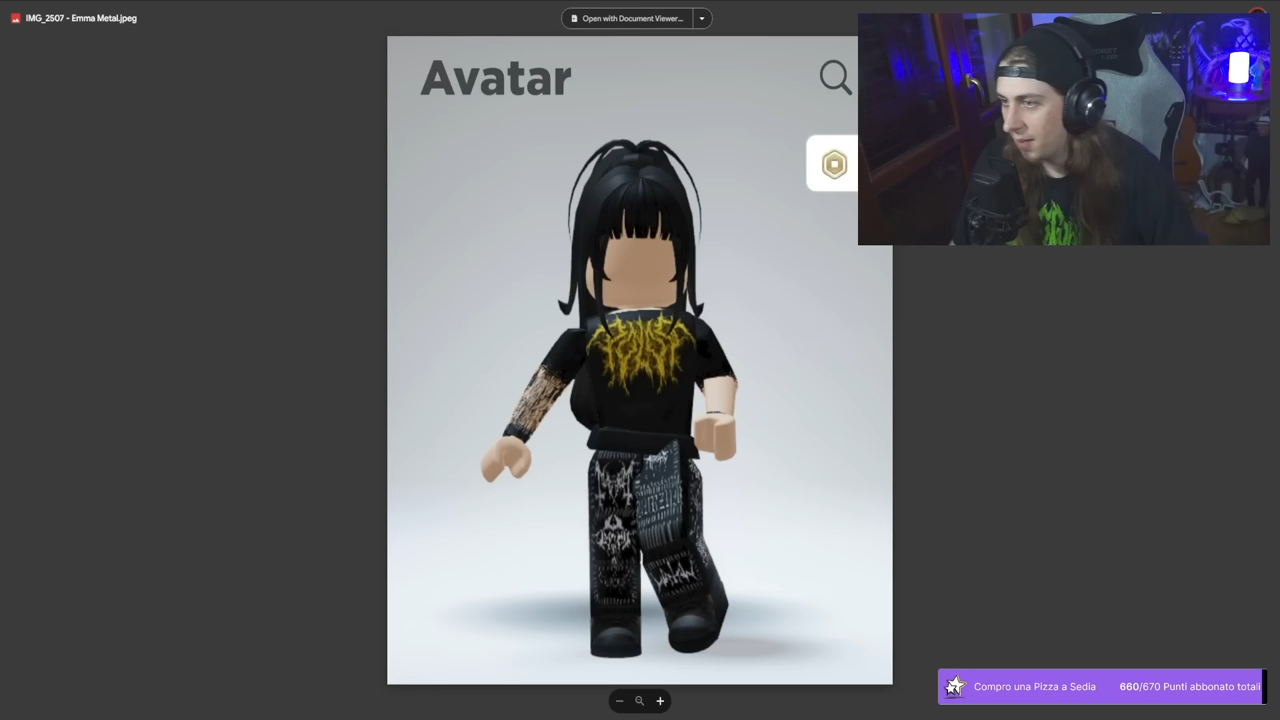 IMG_2507 - Emma Metal.jpeg
Open with Document Viewer...
Avatar
Compro una Pizza a Sedia 660/670 Punti abbonato totali